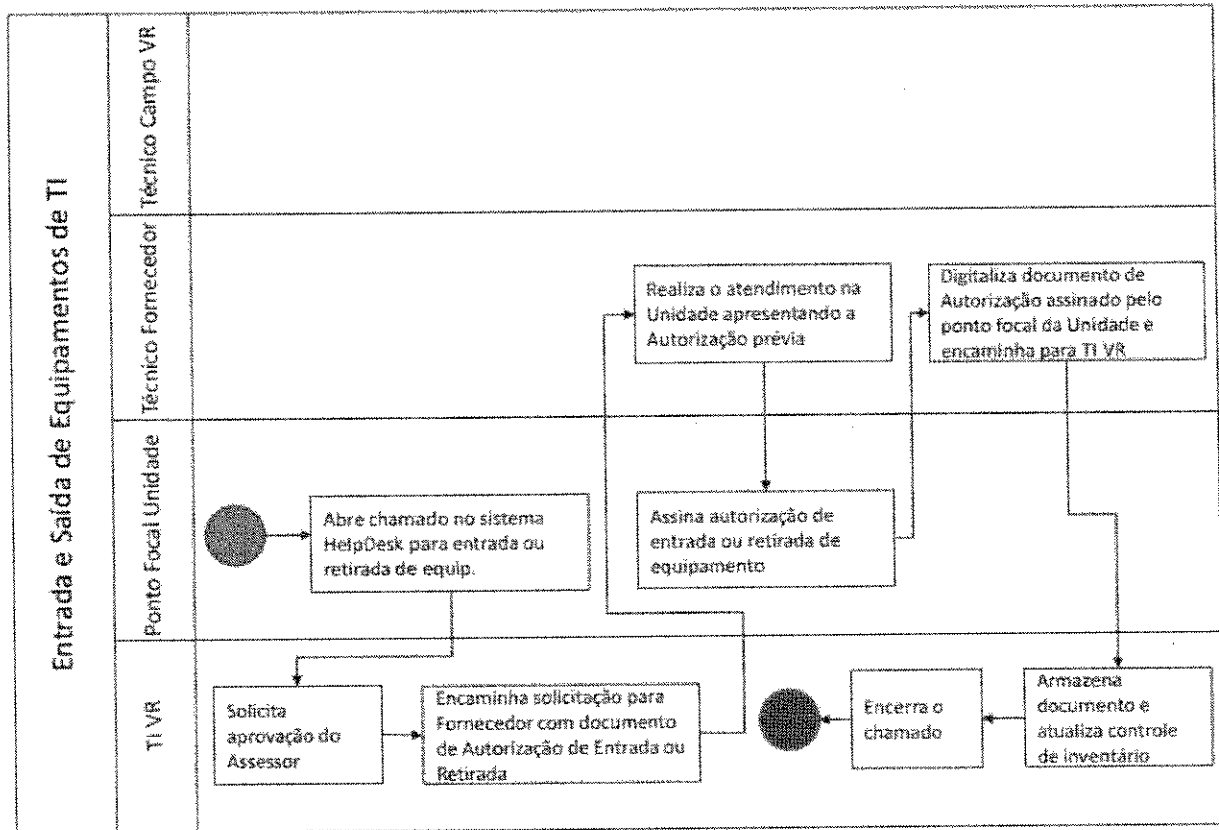 Entrada e Saída de Equipamentos de TI
Técnico Campo VR
Técnico Fornecedor
Realiza o atendimento na
Unidade apresentando a
Autorização prévia
Digitaliza documento de
Autorização assinado pelo
ponto focal da Unidade e
encaminha para TI VR
Ponto Focal Unidade
Abre chamado no sistema
HelpDesk para entrada ou
retirada de equip.
Assina autorização de
entrada ou retirada de
equipamento
TI VR
Solicita
aprovação do
Assessor
Encaminha solicitação para
Fornecedor com documento
de Autorização de Entrada ou
Retirada
Encerra o
chamado
Armazena
documento e
atualiza controle
de inventário